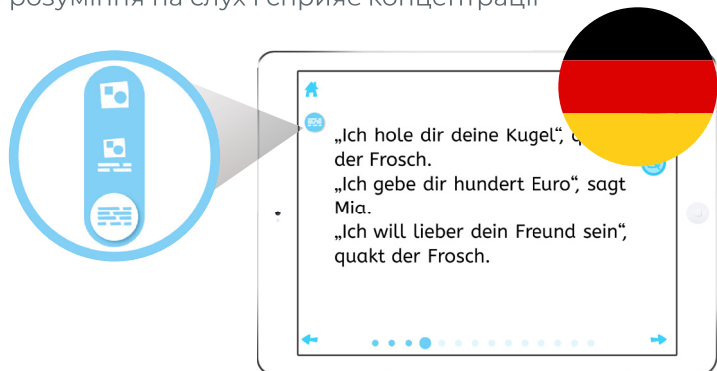 розуміння на слух і сприяє концентрації
„Ich hole dir deine Kugel“,
der Frosch.
„Ich gebe dir hundert Euro“, sagt
Mia.
„Ich will lieber dein Freund sein“,
quakt der Frosch.